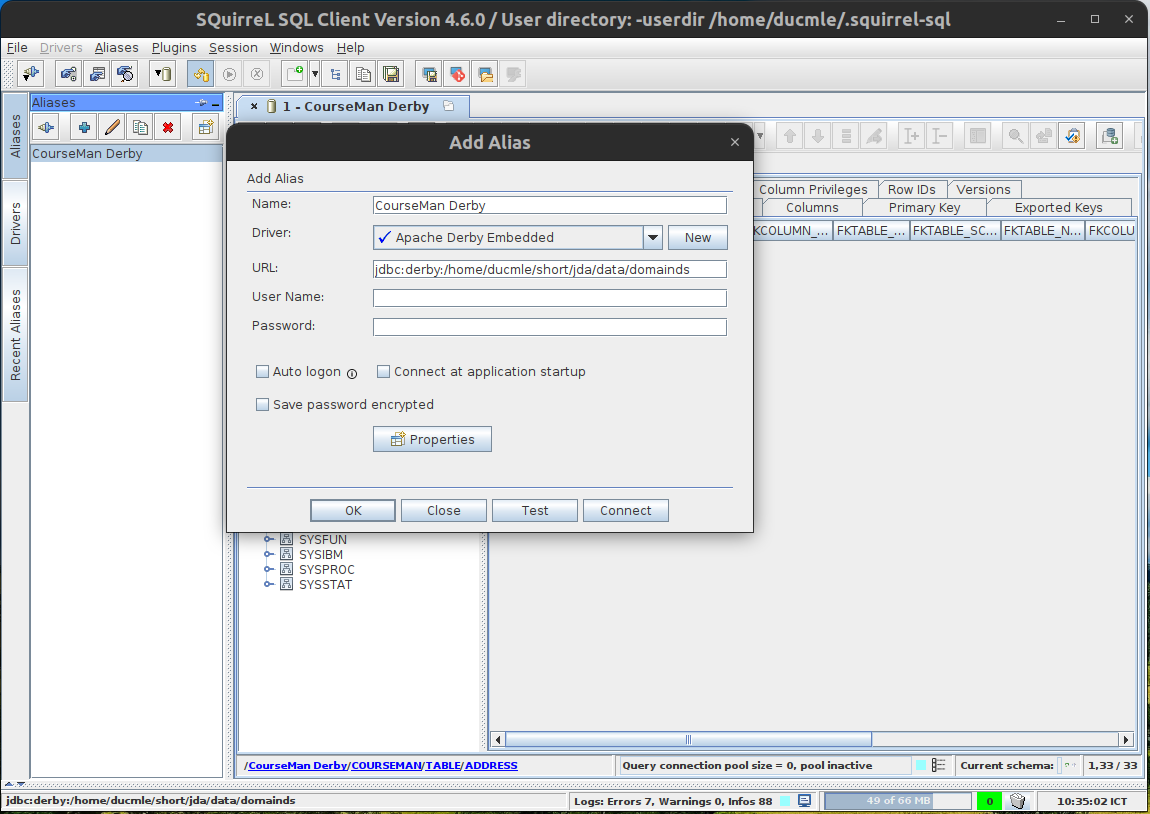 SQuirreL SQL Client Version 4.6.0 / User directory: -userdir /home/ducmle/.squirrel-sql
File Drivers Aliases Plugins Session Windows Help
Aliases
Drivers
Recent Aliases
Aliases
CourseMan Derby
1 - CourseMan Derby
Add Alias
Add Alias
Name: CourseMan Derby
Driver: Apache Derby Embedded New
URL: jdbc:derby:/home/ducmle/short/jda/data/domainds
User Name:
Password:
Auto logon Connect at application startup
Save password encrypted
Properties
OK Close Test Connect
Column Privileges Row IDs Versions
Columns Primary Key Exported Keys
KCOLUMN_... FKTABLE_... FKTABLE_SC... FKTABLE_N... FKCOLU
SYSFUN
SYSIBM
SYSPROC
SYSSTAT
/CourseMan Derby/COURSEMAN/TABLE/ADDRESS Query connection pool size = 0, pool inactive Current schema: 1,33 / 33
jdbc:derby:/home/ducmle/short/jda/data/domainds Logs: Errors 7, Warnings 0, Infos 88 49 of 66 MB 0 10:35:02 ICT